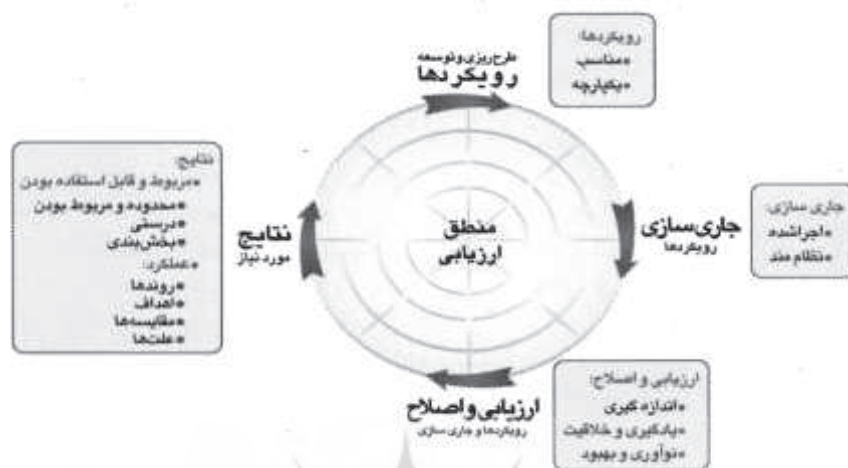 رویکردها:
●مناسب
●یکپارچه
طرح‌ریزی و توسعه
رویکردها
نتایج:
●مربوط و قابل استفاده بودن
●محدوده و مربوط بودن
●درستی
●بخش‌بندی
●عملکرد:
●روندها
●اهداف
●مقایسه‌ها
●علت‌ها
نتایج
مورد نیاز
منطق
ارزیابی
جاری سازی
رویکردها
جاری سازی:
●اجرا شده
●نظام مند
ارزیابی و اصلاح
رویکردها و جاری سازی
ارزیابی و اصلاح:
●اندازه گیری
●یادگیری و خلاقیت
●نوآوری و بهبود